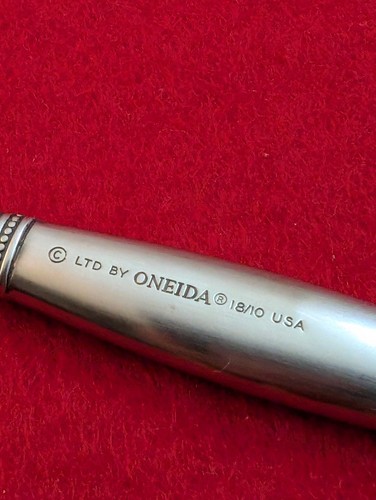 © LTD BY ONEIDA® 18/10 USA